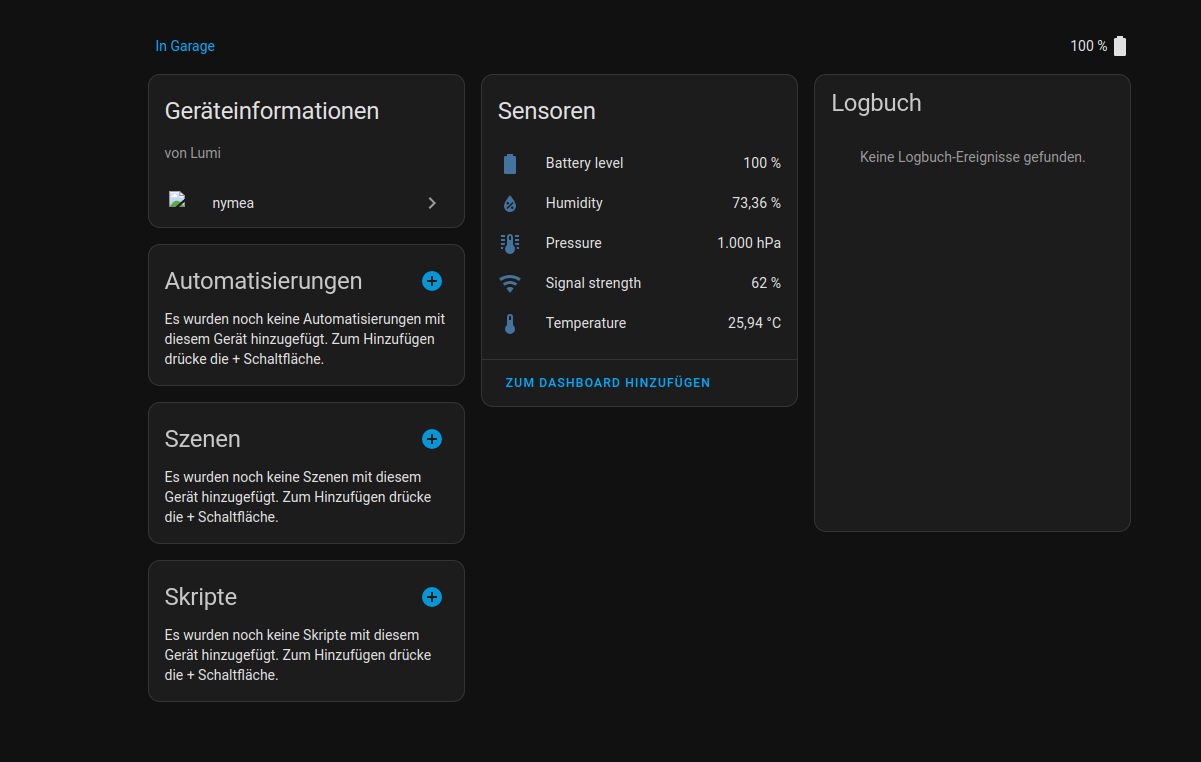 In Garage
100 %
Geräteinformationen
von Lumi
nymea
Automatisierungen
Es wurden noch keine Automatisierungen mit
diesem Gerät hinzugefügt. Zum Hinzufügen
drücke die + Schaltfläche.
Szenen
Es wurden noch keine Szenen mit diesem
Gerät hinzugefügt. Zum Hinzufügen drücke
die + Schaltfläche.
Skripte
Es wurden noch keine Skripte mit diesem
Gerät hinzugefügt. Zum Hinzufügen drücke
die + Schaltfläche.
Sensoren
Battery level 100 %
Humidity 73,36 %
Pressure 1.000 hPa
Signal strength 62 %
Temperature 25,94 °C
ZUM DASHBOARD HINZUFÜGEN
Logbuch
Keine Logbuch-Ereignisse gefunden.